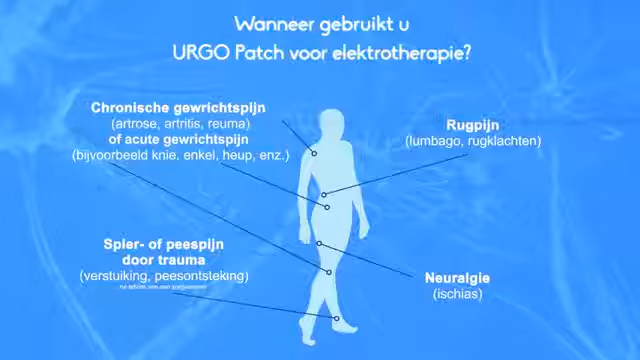 Wanneer gebruikt u
URGO Patch voor elektrotherapie?
Chronische gewrichtspijn
(artrose, artritis, reuma)
of acute gewrichtspijn
(bijvoorbeeld knie, enkel, heup, enz.)
Rugpijn
(lumbago, rugklachten)
Spier- of peespijn
door trauma
(verstuiking, peesontsteking)
Neuralgie
(ischias)